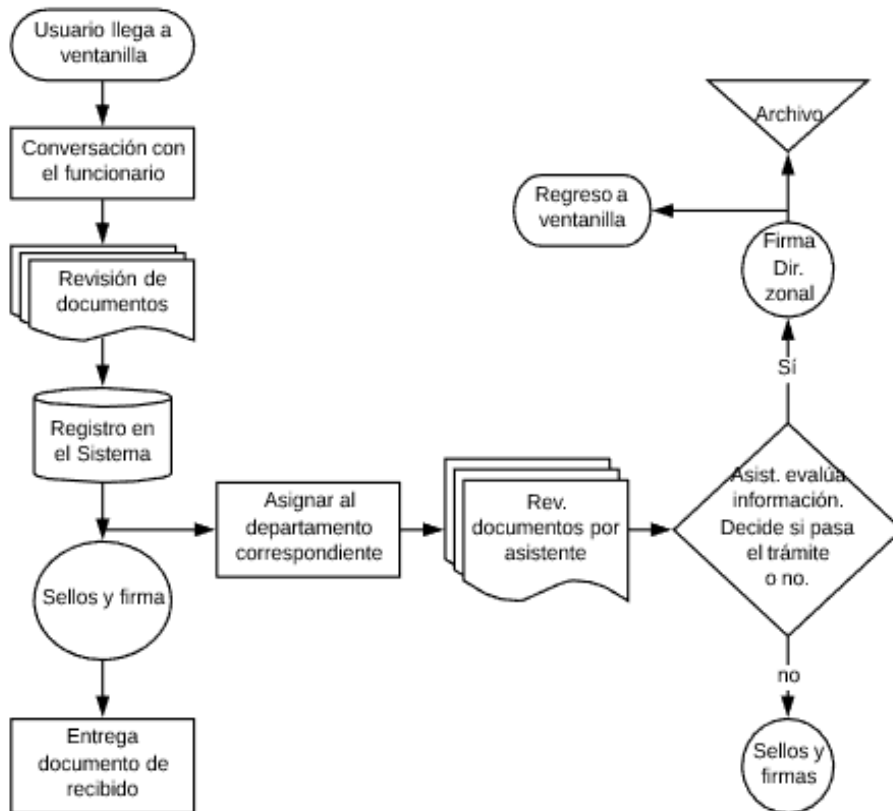 Usuario llega a
ventanilla
Conversación con
el funcionario
Revisión de
documentos
Registro en
el Sistema
Sellos y firma
Entrega
documento de
recibido
Asignar al
departamento
correspondiente
Rev.
documentos por
asistente
Asist. evalúa
información.
Decide si pasa
el trámite
o no.
Sí
Firma
Dir.
zonal
Regreso a
ventanilla
Archivo
no
Sellos y
firmas